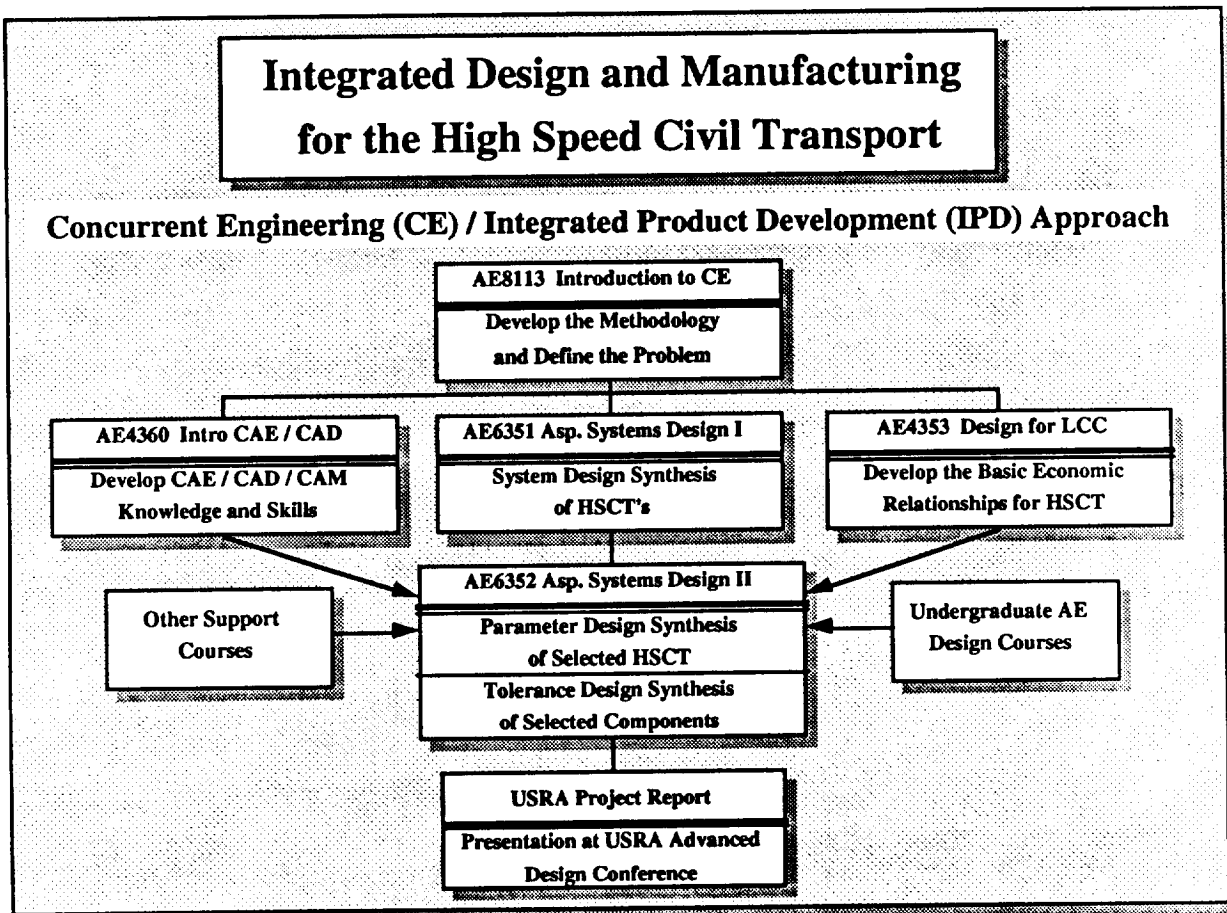 Integrated Design and Manufacturing
for the High Speed Civil Transport
Concurrent Engineering (CE) / Integrated Product Development (IPD) Approach
AE8113 Introduction to CE
Develop the Methodology
and Define the Problem
AE4360 Intro CAE / CAD
Develop CAE / CAD / CAM
Knowledge and Skills
AE6351 Asp. Systems Design I
System Design Synthesis
of HSCT's
AE4353 Design for LCC
Develop the Basic Economic
Relationships for HSCT
Other Support
Courses
AE6352 Asp. Systems Design II
Parameter Design Synthesis
of Selected HSCT
Tolerance Design Synthesis
of Selected Components
Undergraduate AE
Design Courses
USRA Project Report
Presentation at USRA Advanced
Design Conference